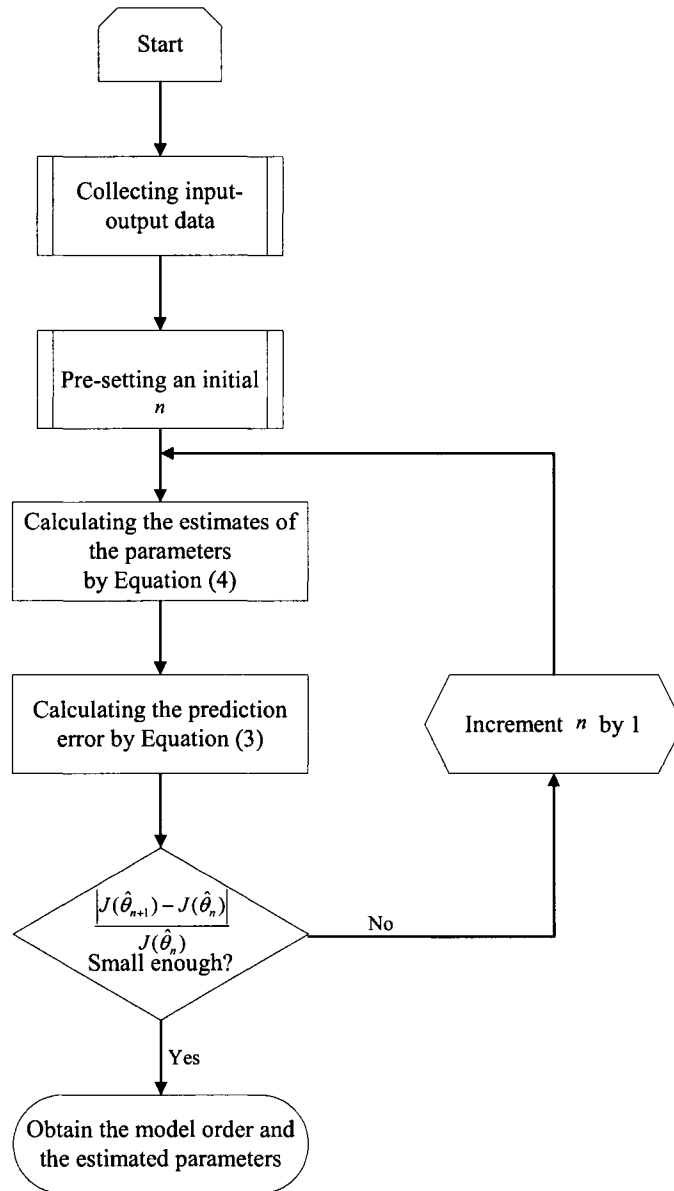 Start
Collecting input-
output data
Pre-setting an initial
n
Calculating the estimates of
the parameters
by Equation (4)
Calculating the prediction
error by Equation (3)
Increment n by 1
|J(θ̂ₙ₊₁) − J(θ̂ₙ)|
J(θ̂ₙ)
Small enough?
No
Yes
Obtain the model order and
the estimated parameters